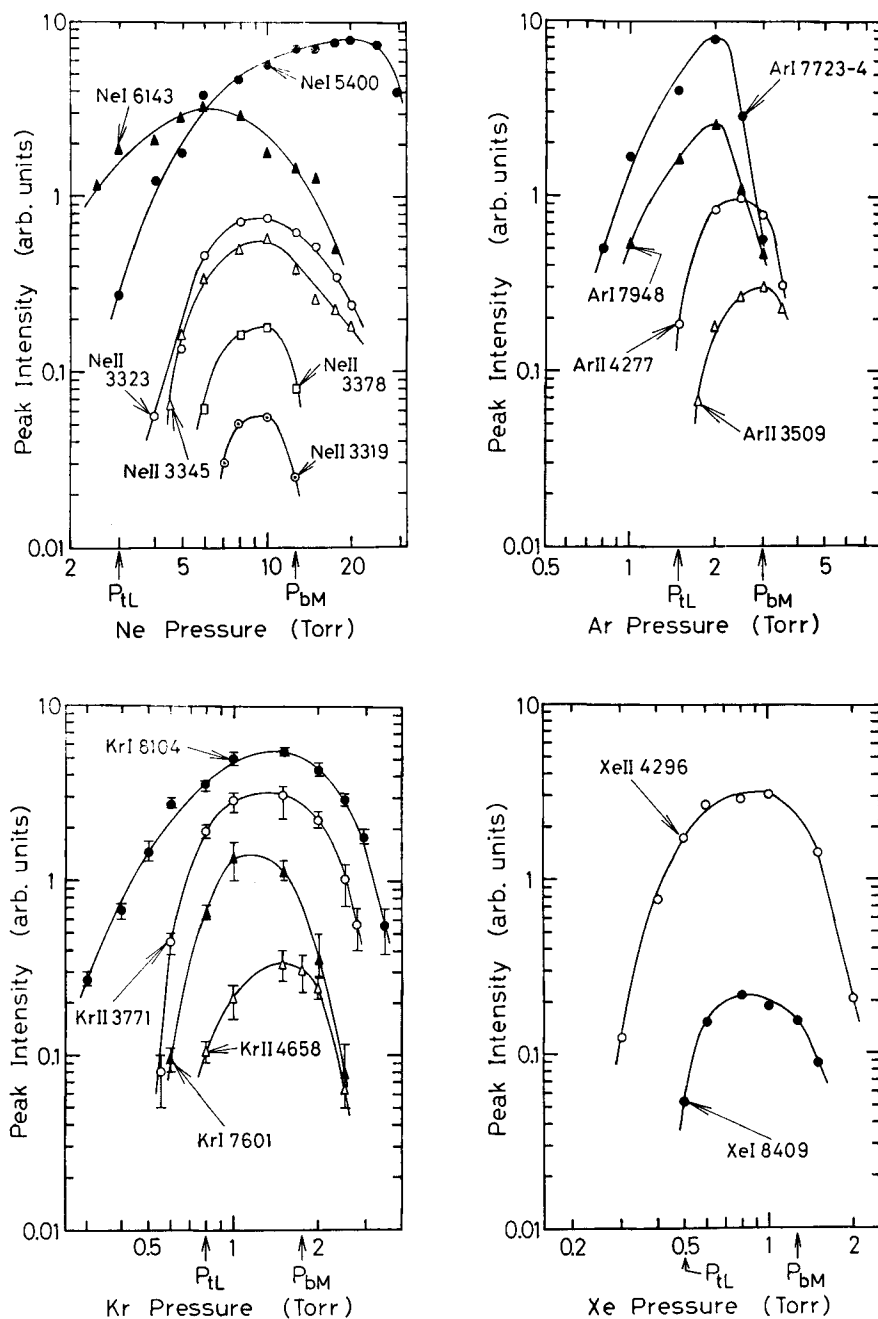 Peak Intensity (arb. units)
10
1
0.1
0.01
NeI 6143
NeI 5400
NeII
3323
NeII 3345
NeII
3378
NeII 3319
2 5 10 20
PtL PbM
Ne Pressure (Torr)
Peak Intensity (arb. units)
10
1
0.1
0.01
ArI 7723-4
ArI 7948
ArII 4277
ArII 3509
0.5 1 2 5
PtL PbM
Ar Pressure (Torr)
Peak Intensity (arb. units)
10
1
0.1
0.01
KrI 8104
KrII 3771
KrII 4658
KrI 7601
0.5 1 2
PtL PbM
Kr Pressure (Torr)
Peak Intensity (arb. units)
10
1
0.1
0.01
XeII 4296
XeI 8409
0.2 0.5 1 2
PtL PbM
Xe Pressure (Torr)